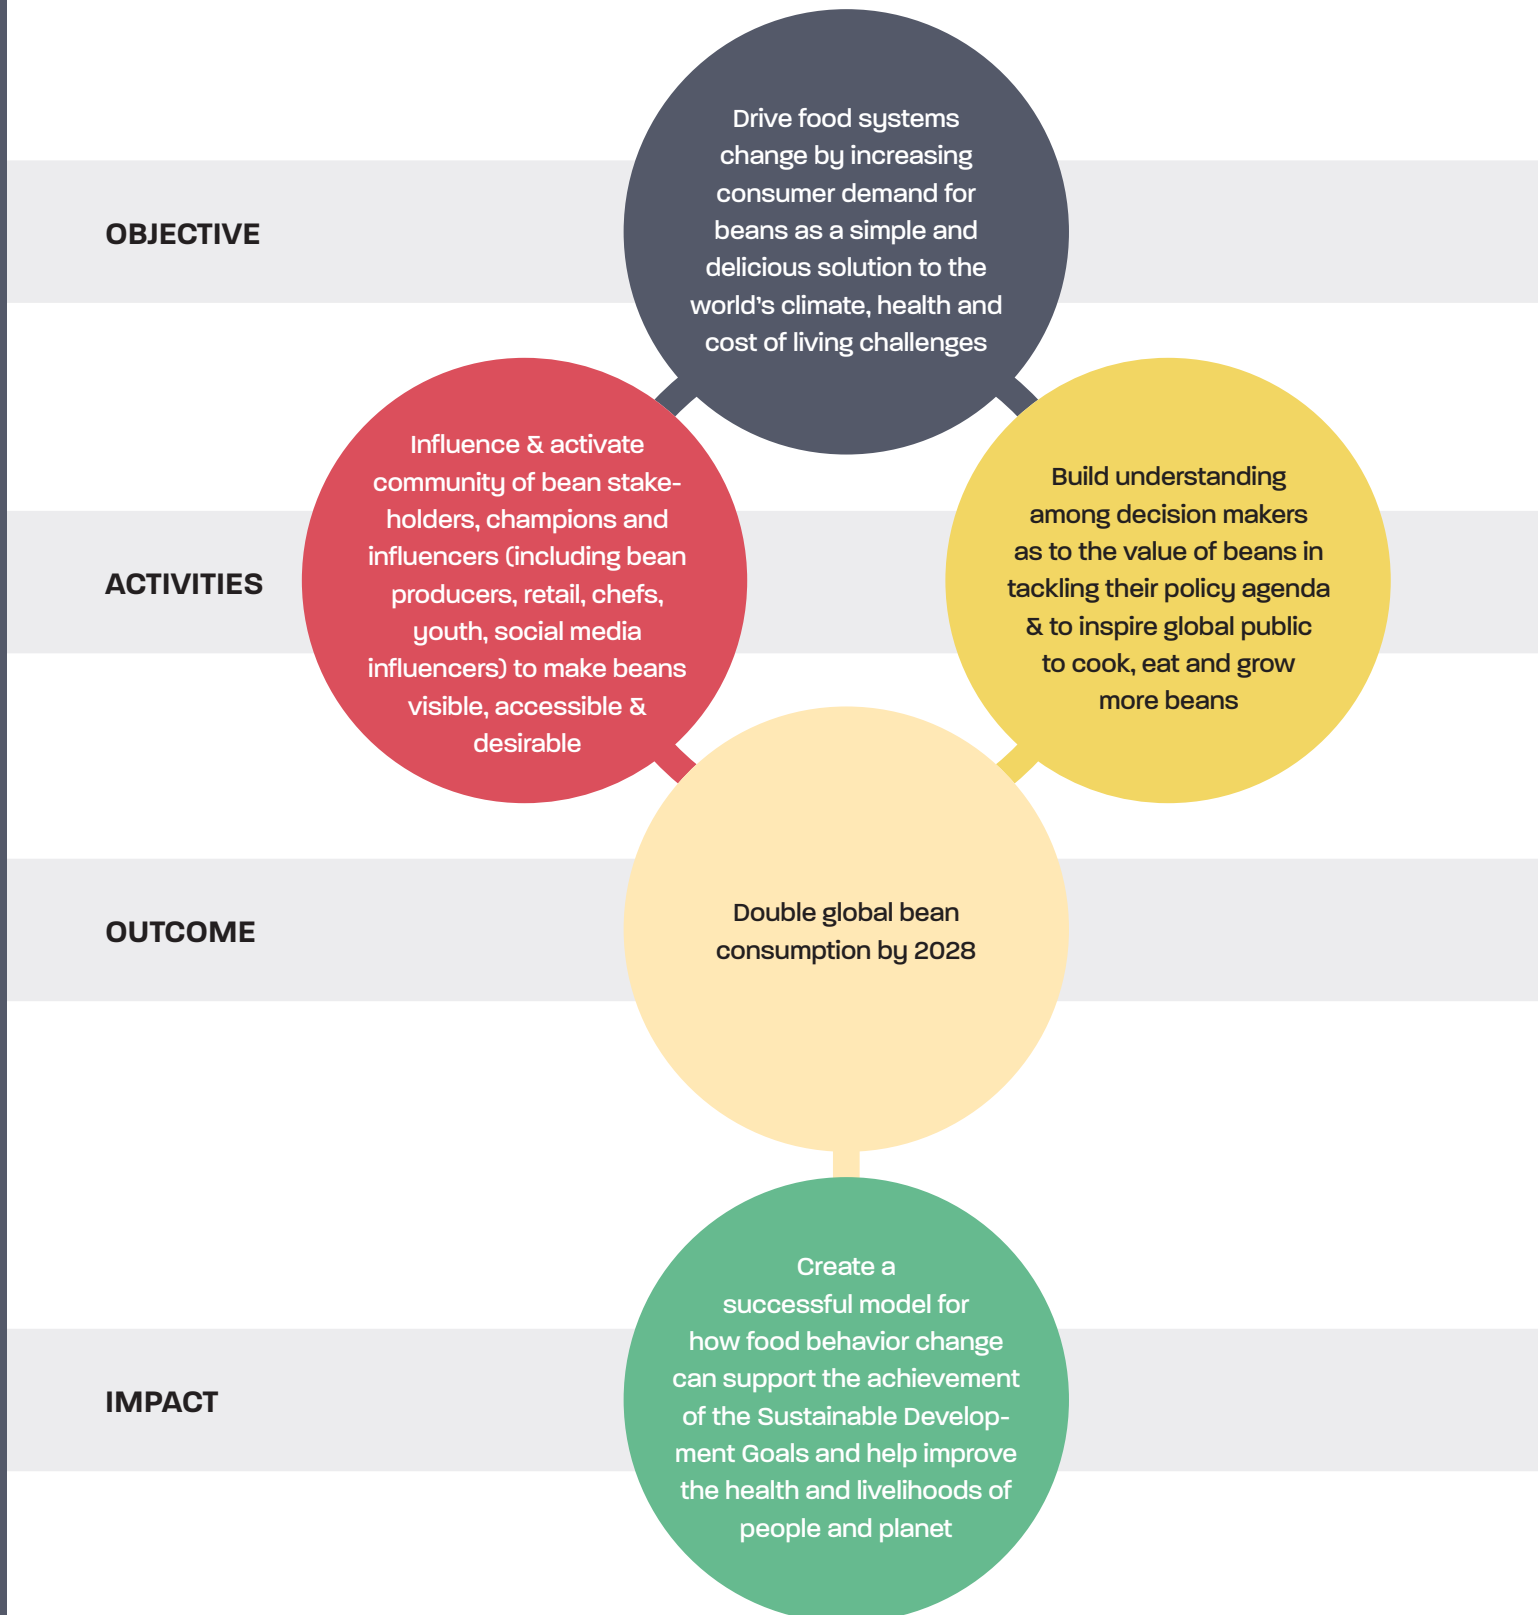 OBJECTIVE
Drive food systems
change by increasing
consumer demand for
beans as a simple and
delicious solution to the
world's climate, health and
cost of living challenges
ACTIVITIES
Influence & activate
community of bean stake-
holders, champions and
influencers (including bean
producers, retail, chefs,
youth, social media
influencers) to make beans
visible, accessible &
desirable
Build understanding
among decision makers
as to the value of beans in
tackling their policy agenda
& to inspire global public
to cook, eat and grow
more beans
OUTCOME
Double global bean
consumption by 2028
IMPACT
Create a
successful model for
how food behavior change
can support the achievement
of the Sustainable Develop-
ment Goals and help improve
the health and livelihoods of
people and planet